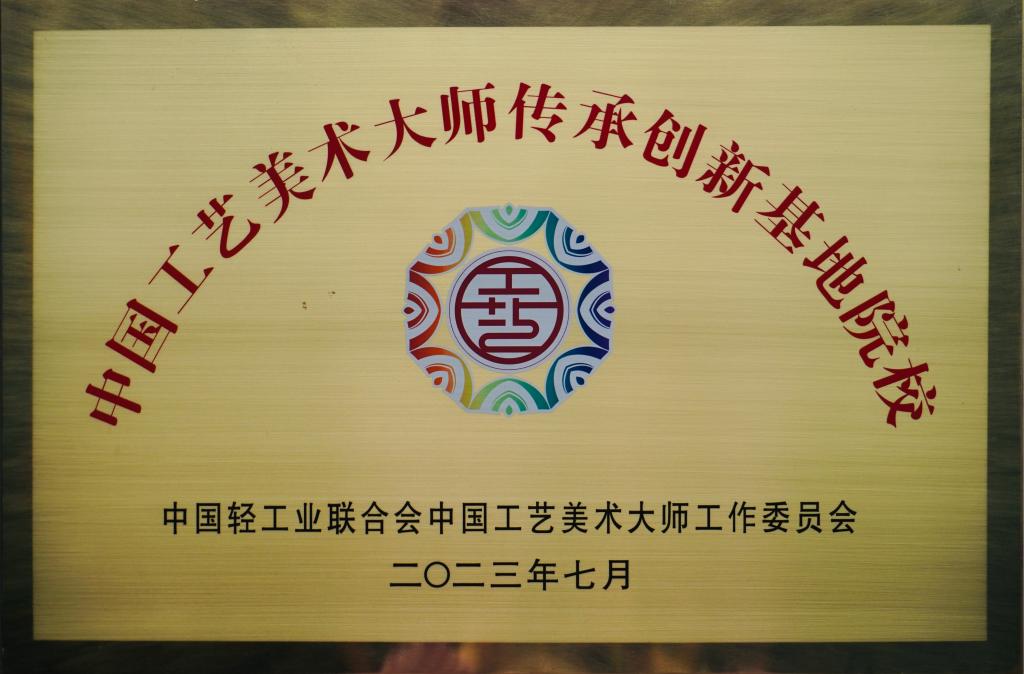 中国工艺美术大师传承创新基地院校
中国轻工业联合会中国工艺美术大师工作委员会
二〇二三年七月